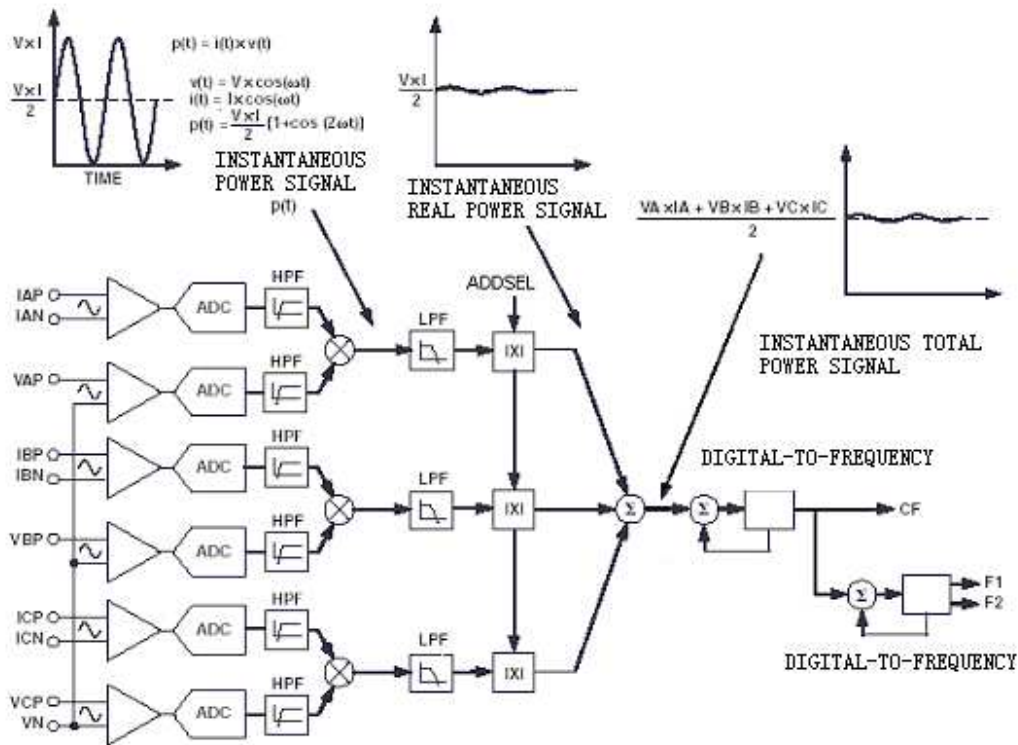 V×I
V×I
2
TIME
p(t) = i(t)×v(t)
v(t) = V×cos(ωt)
i(t) = I×cos(ωt)
p(t) = V×I/2 [1+cos (2ωt)]
INSTANTANEOUS
POWER SIGNAL
p(t)
V×I
2
INSTANTANEOUS
REAL POWER SIGNAL
VA×IA + VB×IB + VC×IC
2
INSTANTANEOUS TOTAL
POWER SIGNAL
ADDSEL
IAP
IAN
ADC
HPF
LPF
|X|
VAP
ADC
HPF
IBP
IBN
ADC
HPF
LPF
|X|
VBP
ADC
HPF
ICP
ICN
ADC
HPF
LPF
|X|
VCP
VN
ADC
HPF
Σ
DIGITAL-TO-FREQUENCY
Σ
CF
Σ
F1
F2
DIGITAL-TO-FREQUENCY